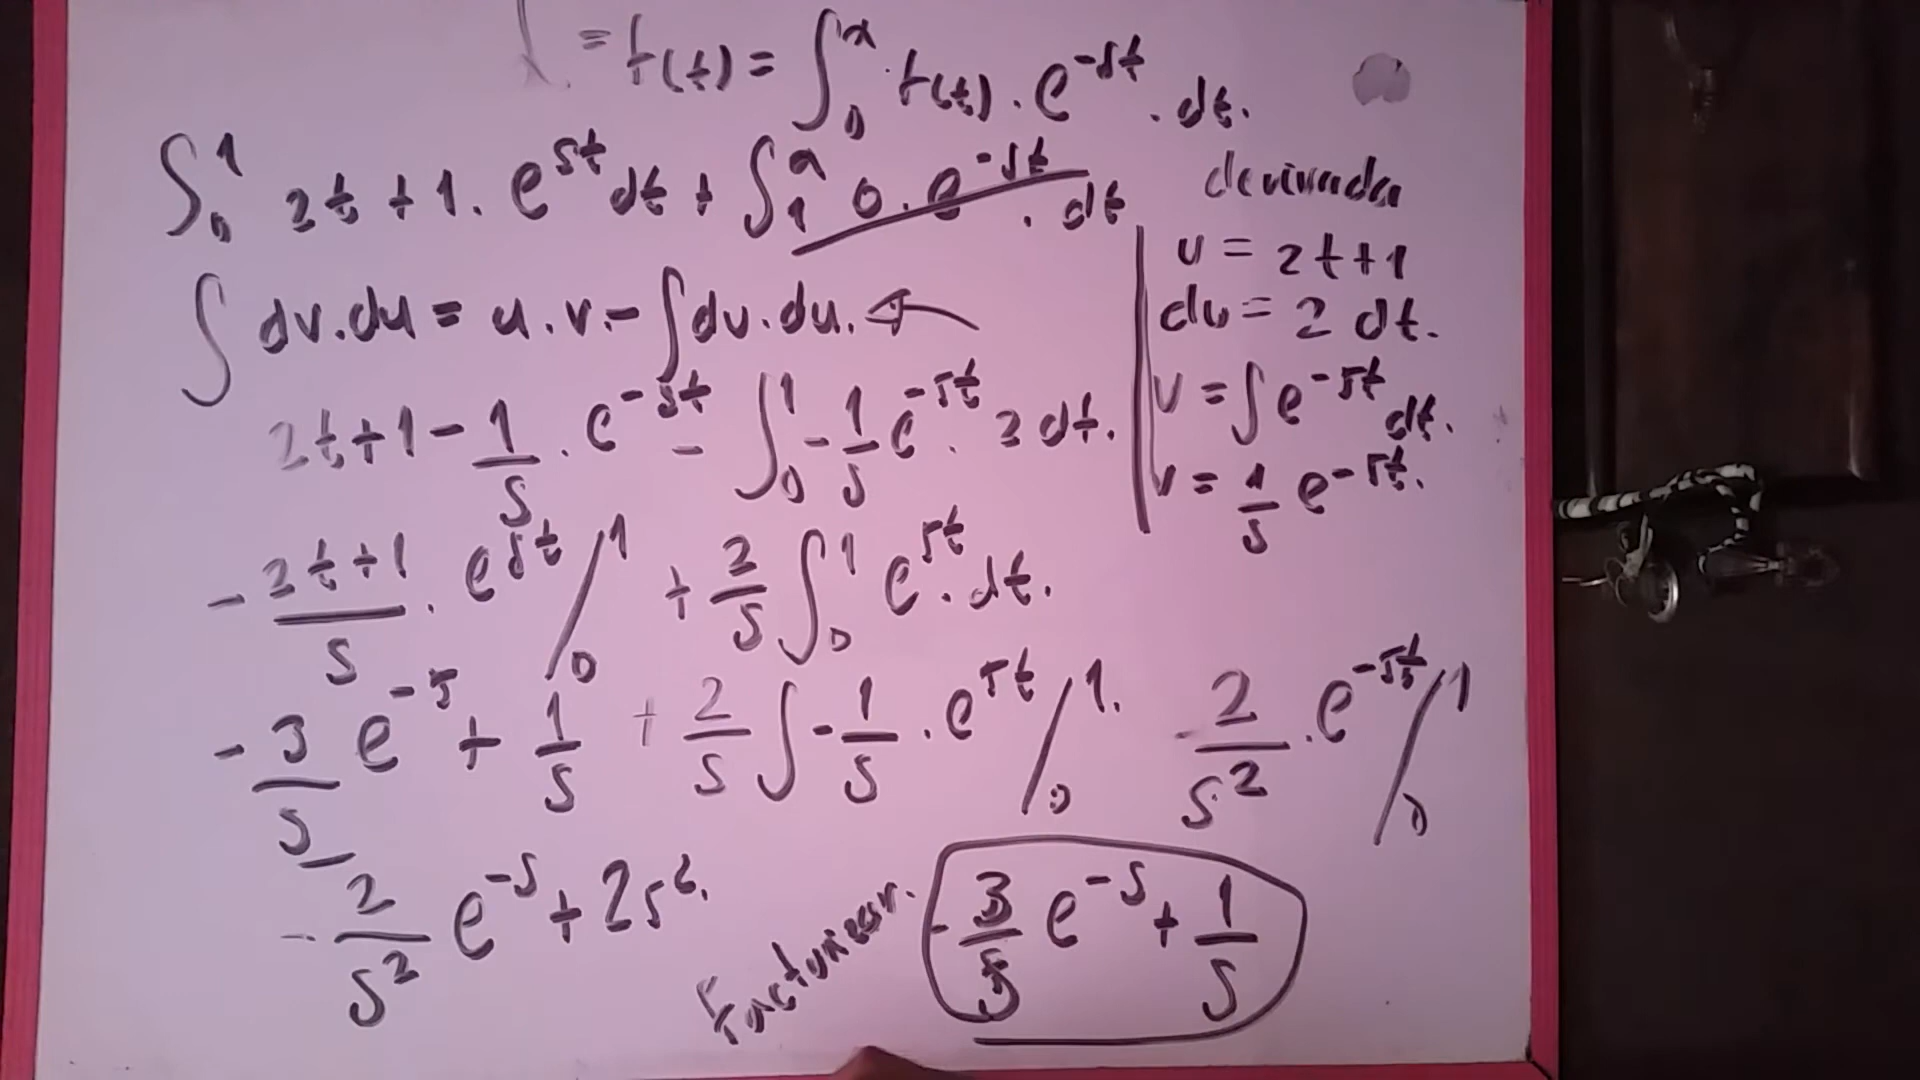 = f(t) = ∫₀^α f(t) . e^{-st} . dt.
∫₀¹ 2t + 1 . e^{st} dt + ∫₁^α 0 . e^{-st} . dt
derivada
u = 2t+1
du = 2 dt.
v = ∫e^{-st} dt.
v = 1/s e^{-st}.
∫ dv.du = u.v.- ∫dv.du.
2t+1 - 1/s . e^{-st} - ∫₀¹ - 1/s e^{-st} . 2 dt.
- 2t+1/s . e^{st} /₀¹ + 2/s ∫₀¹ e^{st} . dt.
- 3/s e^{-s} + 1/s + 2/s ∫ - 1/s . e^{st} /₀¹. - 2/s² . e^{-st} /₀¹
- 2/s² e^{-s} + 2s².
Factorizar. - 3/s e^{-s} + 1/s